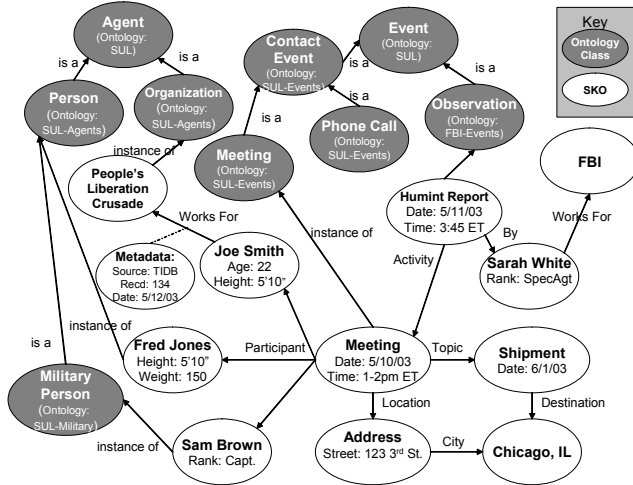 Agent
(Ontology:
SUL)
is a
is a
Contact
Event
(Ontology:
SUL-Events)
Event
(Ontology:
SUL)
is a
is a
is a
Key
Ontology
Class
SKO
Person
(Ontology:
SUL-Agents)
Organization
(Ontology:
SUL-Agents)
is a
Phone Call
(Ontology:
SUL-Events)
Observation
(Ontology:
FBI-Events)
instance of
Meeting
(Ontology:
SUL-Events)
FBI
People's
Liberation
Crusade
Humint Report
Date: 5/11/03
Time: 3:45 ET
Works For
instance of
Works For
By
Metadata:
Source: TIDB
Recd: 134
Date: 5/12/03
Joe Smith
Age: 22
Height: 5'10"
Activity
Sarah White
Rank: SpecAgt
instance of
is a
Fred Jones
Height: 5'10"
Weight: 150
Participant
Meeting
Date: 5/10/03
Time: 1-2pm ET
Topic
Shipment
Date: 6/1/03
Military
Person
(Ontology:
SUL-Military)
Location
Destination
instance of
Sam Brown
Rank: Capt.
Address
Street: 123 3rd St.
City
Chicago, IL